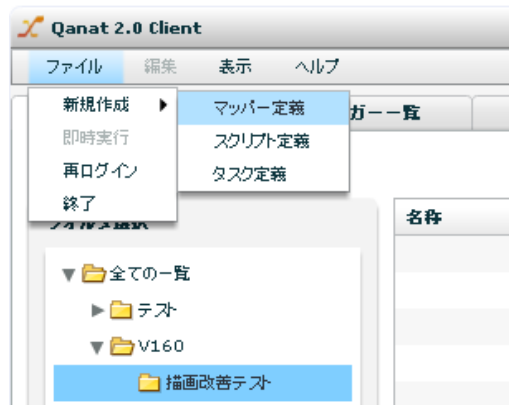 Qanat 2.0 Client
ファイル 編集 表示 ヘルプ
新規作成 ▶ マッパー定義 ガー一覧
即時実行 スクリプト定義
再ログイン タスク定義
終了
名称
▼ 全ての一覧
▶ テスト
▼ V160
描画改善テスト